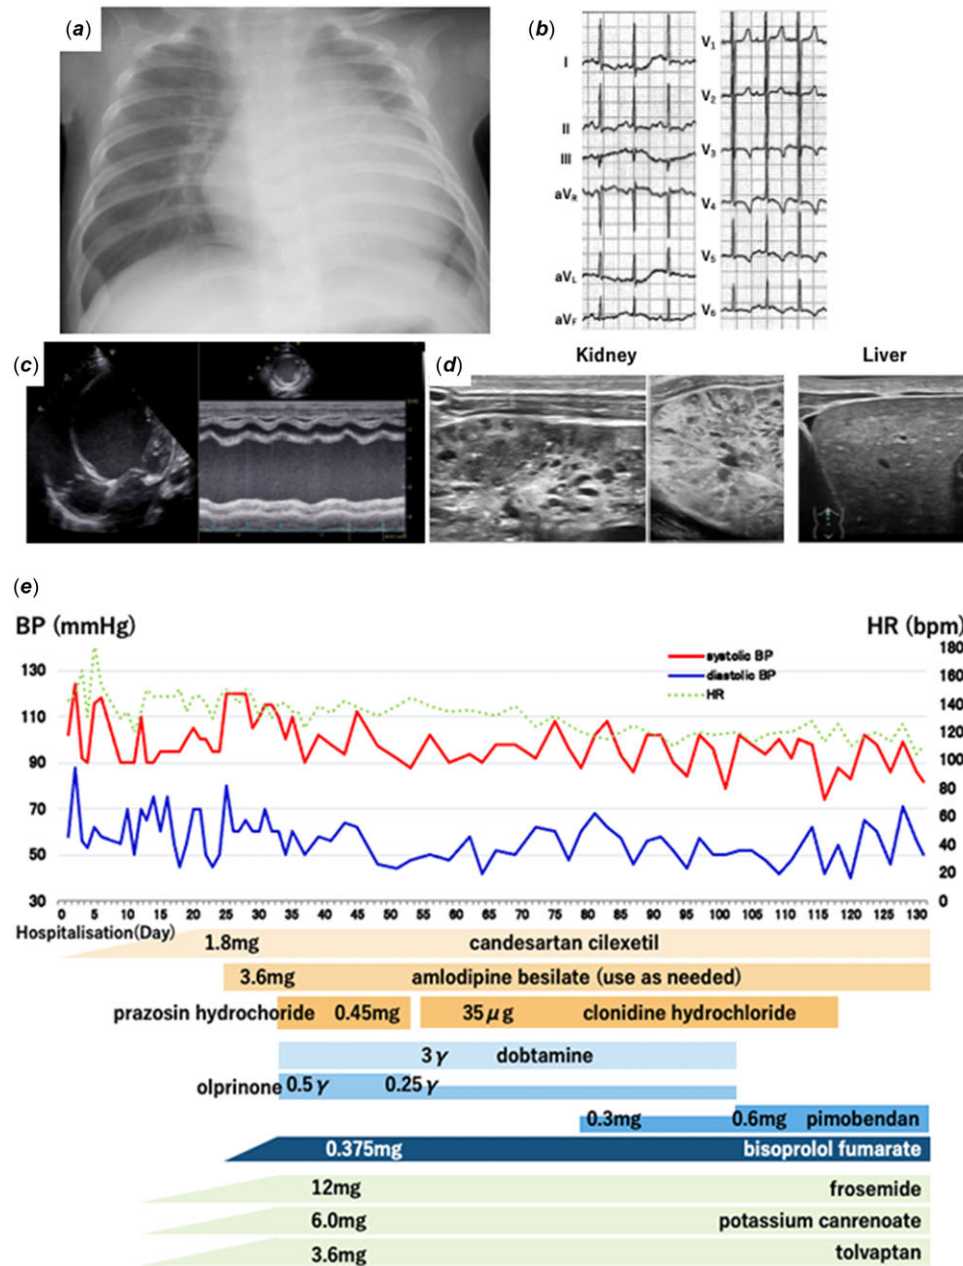 (a)
(b)
I
II
III
aVR
aVL
aVF
V1
V2
V3
V4
V5
V6
(c)
(d)
Kidney
Liver
(e)
BP (mmHg)
HR (bpm)
systolic BP
diastolic BP
HR
130
110
90
70
50
30
180
160
140
120
100
80
60
40
20
0
0 5 10 15 20 25 30 35 40 45 50 55 60 65 70 75 80 85 90 95 100 105 110 115 120 125 130
Hospitalisation(Day)
1.8mg candesartan cilexetil
3.6mg amlodipine besilate (use as needed)
prazosin hydrochoride 0.45mg 35μg clonidine hydrochloride
3γ dobtamine
olprinone 0.5γ 0.25γ
0.3mg 0.6mg pimobendan
0.375mg bisoprolol fumarate
12mg frosemide
6.0mg potassium canrenoate
3.6mg tolvaptan